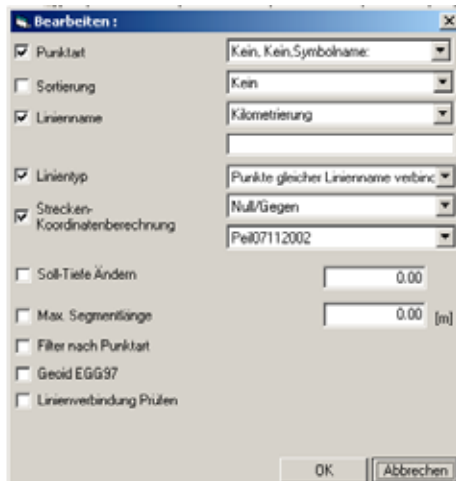 Bearbeiten :
Punktart Kein, Kein,Symbolname:
Sortierung Kein
Linienname Kilometrierung
Linientyp Punkte gleicher Linienname verbinc
Strecken-Koordinatenberechnung Null/Gegen
Peil07112002
Soll-Tiefe Ändern 0.00
Max. Segmentlänge 0.00 [m]
Filter nach Punktart
Geoid EGG97
Linienverbindung Prüfen
OK Abbrechen